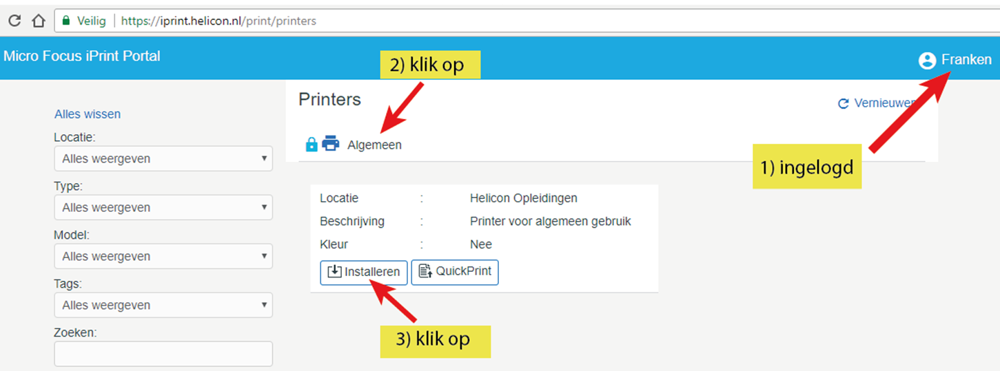 Veilig | https://iprint.helicon.nl/print/printers
Micro Focus iPrint Portal
Franken
2) klik op
Printers
Vernieuwen
Alles wissen
Locatie:
Alles weergeven
Algemeen
1) ingelogd
Type:
Alles weergeven
Locatie : Helicon Opleidingen
Beschrijving : Printer voor algemeen gebruik
Kleur : Nee
Model:
Alles weergeven
Installeren QuickPrint
Tags:
Alles weergeven
3) klik op
Zoeken: